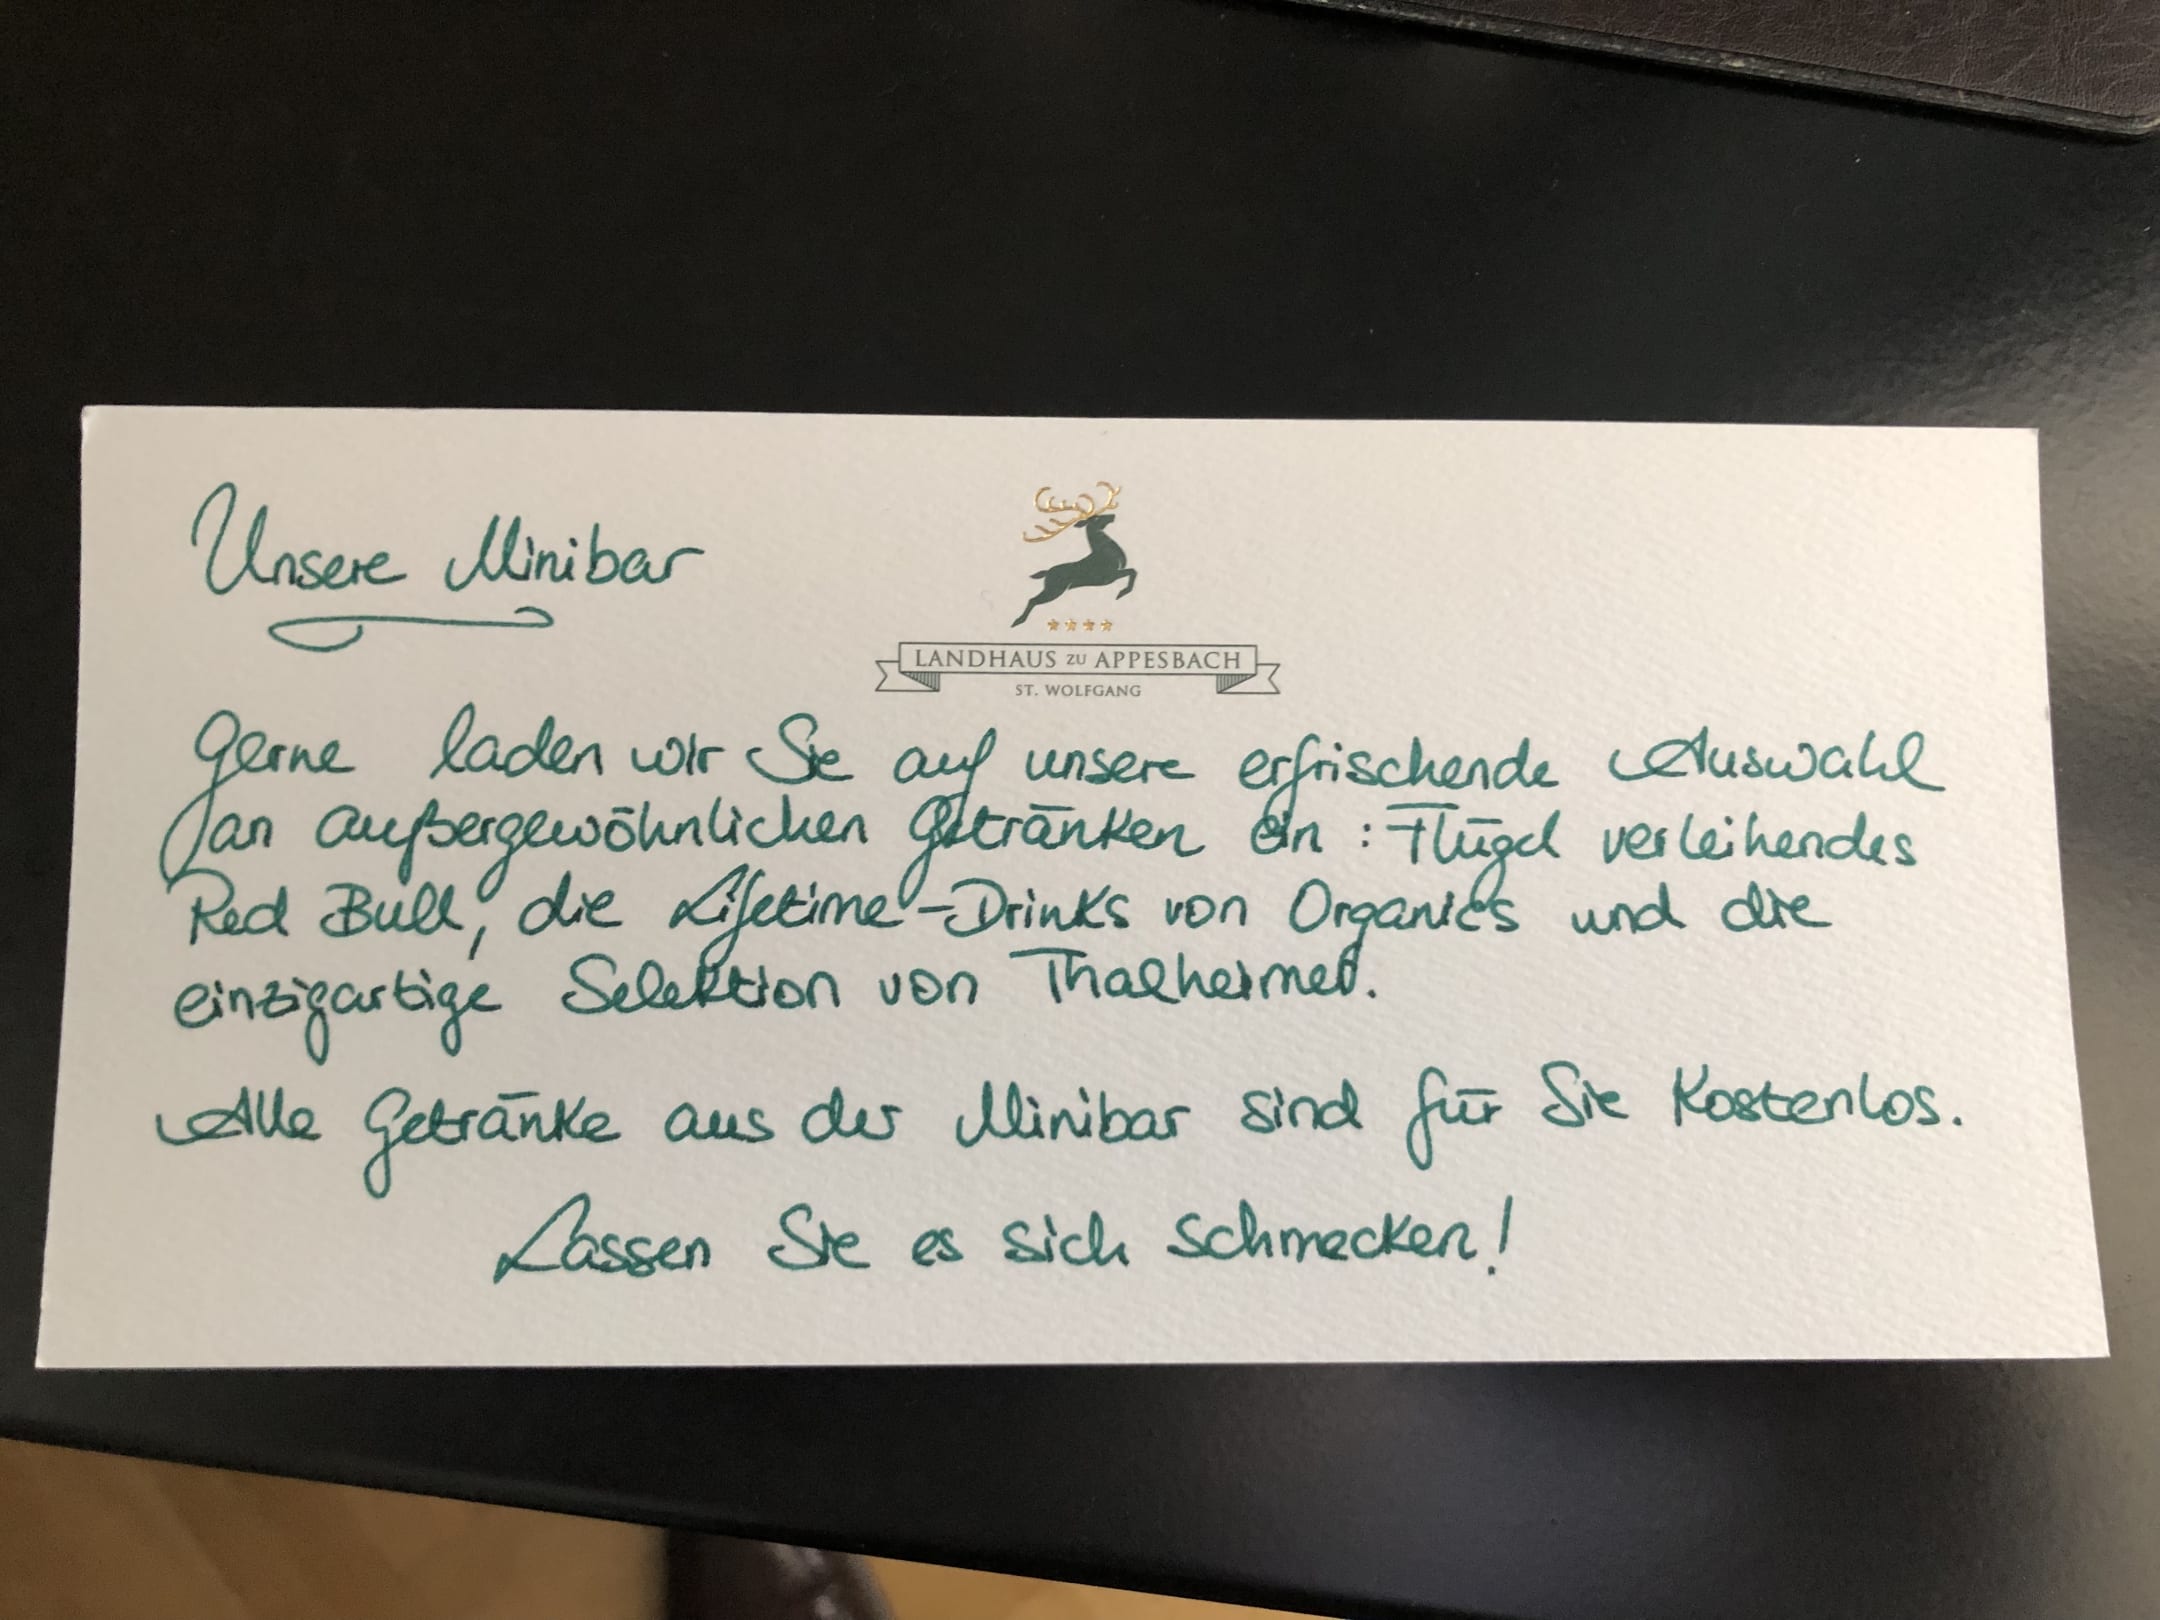 Unsere Minibar
LANDHAUS ZU APPESBACH
ST. WOLFGANG
Gerne laden wir Sie auf unsere erfrischende Auswahl
an außergewöhnlichen Getränken ein : Flügel verleihendes
Red Bull, die Lifetime-Drinks von Organics und die
einzigartige Selektion von Thalheimer.
Alle Getränke aus der Minibar sind für Sie kostenlos.
Lassen Sie es sich schmecken!